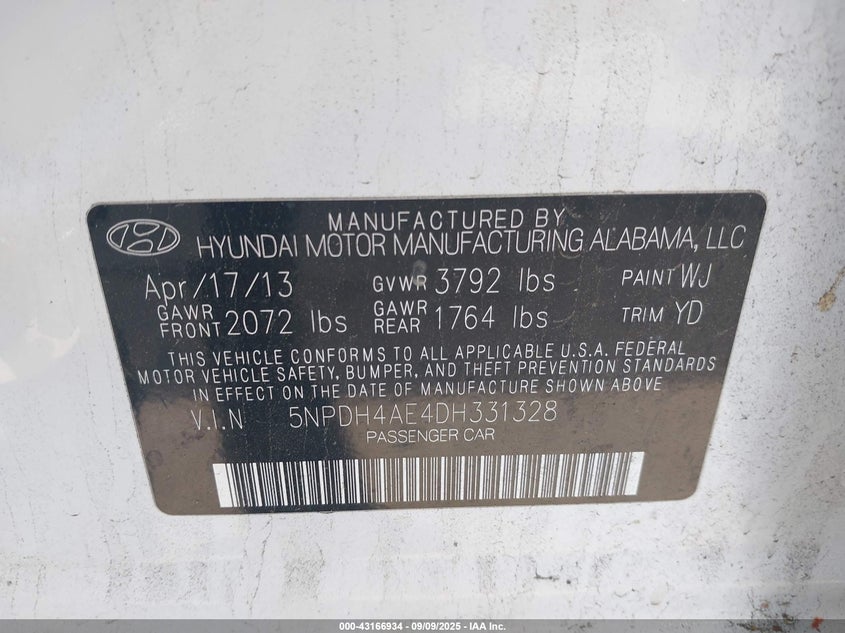 MANUFACTURED BY
HYUNDAI MOTOR MANUFACTURING ALABAMA, LLC
Apr/17/13 GVWR 3792 lbs PAINT WJ
GAWR FRONT 2072 lbs GAWR REAR 1764 lbs TRIM YD
THIS VEHICLE CONFORMS TO ALL APPLICABLE U.S.A. FEDERAL
MOTOR VEHICLE SAFETY, BUMPER, AND THEFT PREVENTION STANDARDS
IN EFFECT ON THE DATE OF MANUFACTURE SHOWN ABOVE
V.I.N 5NPDH4AE4DH331328
PASSENGER CAR
000-43166934 - 09/09/2025 - IAA Inc.